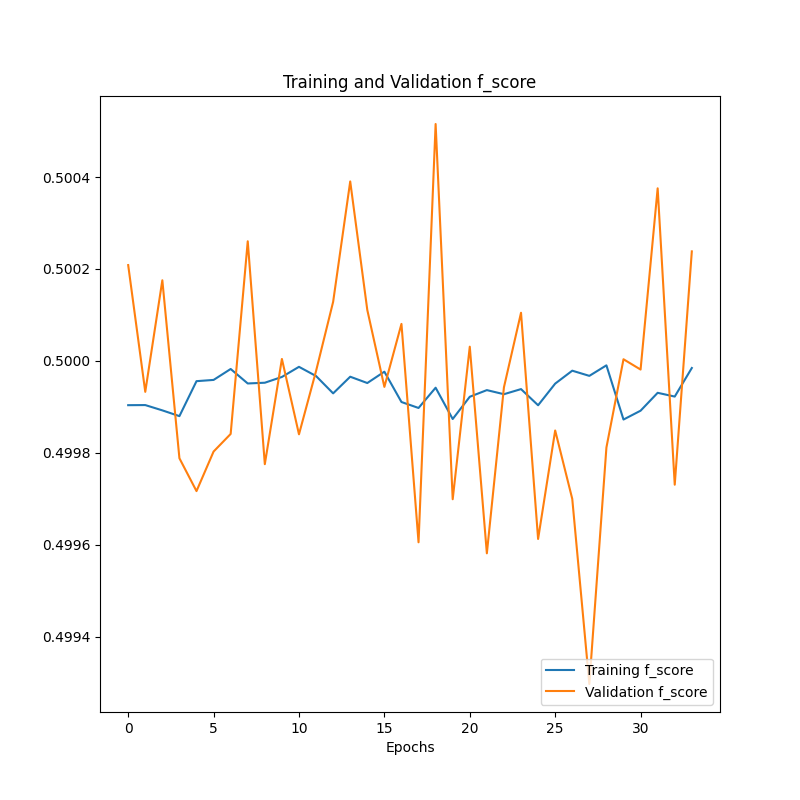 Training and Validation f_score
0.5004
0.5002
0.5000
0.4998
0.4996
0.4994
Training f_score
Validation f_score
0 5 10 15 20 25 30
Epochs